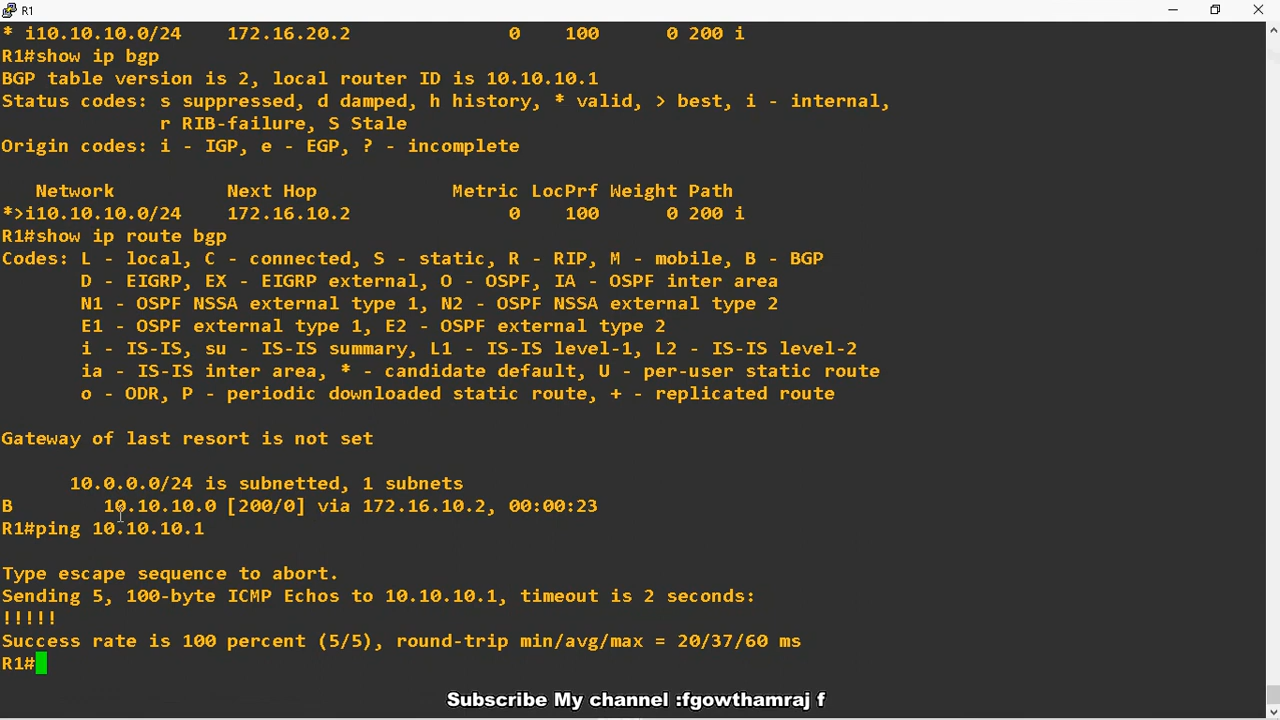 R1
* i10.10.10.0/24    172.16.20.2              0    100      0 200 i
R1#show ip bgp
BGP table version is 2, local router ID is 10.10.10.1
Status codes: s suppressed, d damped, h history, * valid, > best, i - internal,
              r RIB-failure, S Stale
Origin codes: i - IGP, e - EGP, ? - incomplete
   Network          Next Hop            Metric LocPrf Weight Path
*>i10.10.10.0/24    172.16.10.2              0    100      0 200 i
R1#show ip route bgp
Codes: L - local, C - connected, S - static, R - RIP, M - mobile, B - BGP
       D - EIGRP, EX - EIGRP external, O - OSPF, IA - OSPF inter area
       N1 - OSPF NSSA external type 1, N2 - OSPF NSSA external type 2
       E1 - OSPF external type 1, E2 - OSPF external type 2
       i - IS-IS, su - IS-IS summary, L1 - IS-IS level-1, L2 - IS-IS level-2
       ia - IS-IS inter area, * - candidate default, U - per-user static route
       o - ODR, P - periodic downloaded static route, + - replicated route
Gateway of last resort is not set
      10.0.0.0/24 is subnetted, 1 subnets
B        10.10.10.0 [200/0] via 172.16.10.2, 00:00:23
R1#ping 10.10.10.1
Type escape sequence to abort.
Sending 5, 100-byte ICMP Echos to 10.10.10.1, timeout is 2 seconds:
!!!!!
Success rate is 100 percent (5/5), round-trip min/avg/max = 20/37/60 ms
R1#
Subscribe My channel :fgowthamraj f